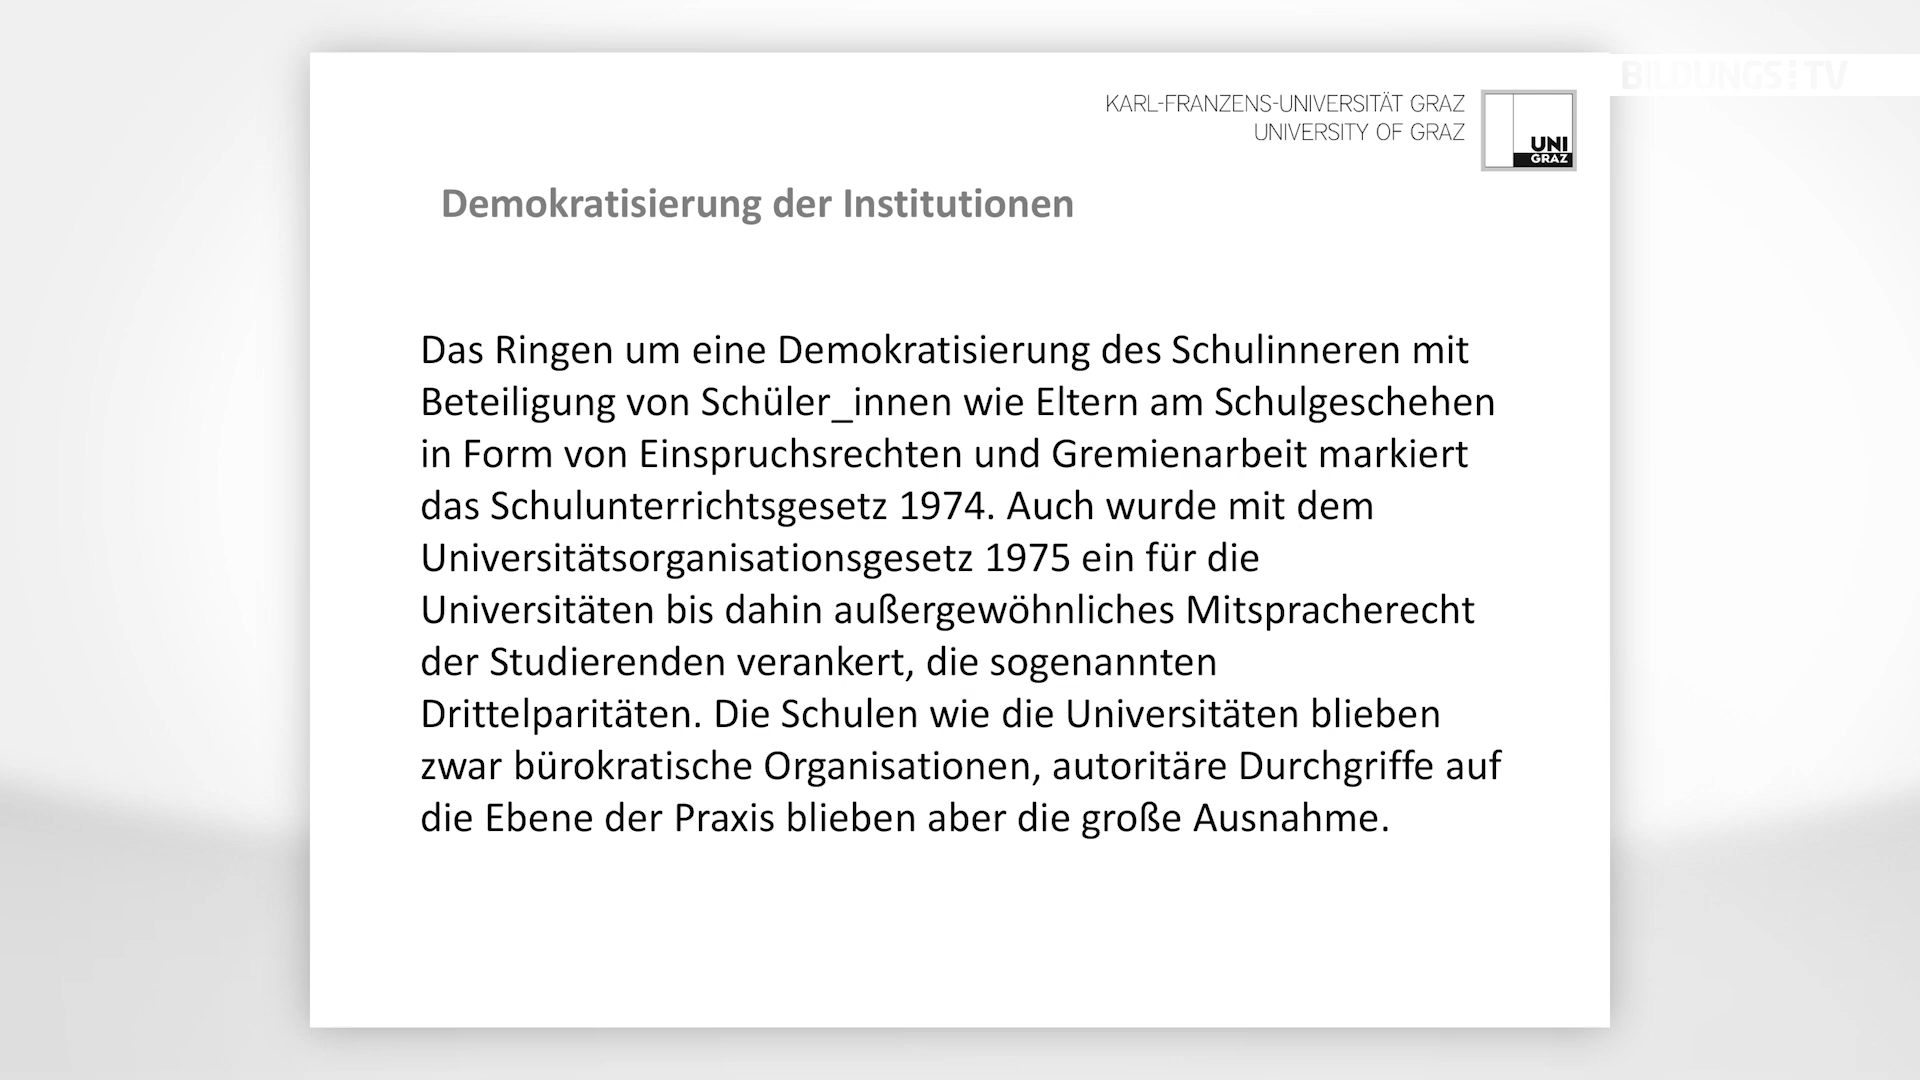 BILDUNGS TV
KARL-FRANZENS-UNIVERSITÄT GRAZ
UNIVERSITY OF GRAZ
UNI
GRAZ
Demokratisierung der Institutionen
Das Ringen um eine Demokratisierung des Schulinneren mit
Beteiligung von Schüler_innen wie Eltern am Schulgeschehen
in Form von Einspruchsrechten und Gremienarbeit markiert
das Schulunterrichtsgesetz 1974. Auch wurde mit dem
Universitätsorganisationsgesetz 1975 ein für die
Universitäten bis dahin außergewöhnliches Mitspracherecht
der Studierenden verankert, die sogenannten
Drittelparitäten. Die Schulen wie die Universitäten blieben
zwar bürokratische Organisationen, autoritäre Durchgriffe auf
die Ebene der Praxis blieben aber die große Ausnahme.